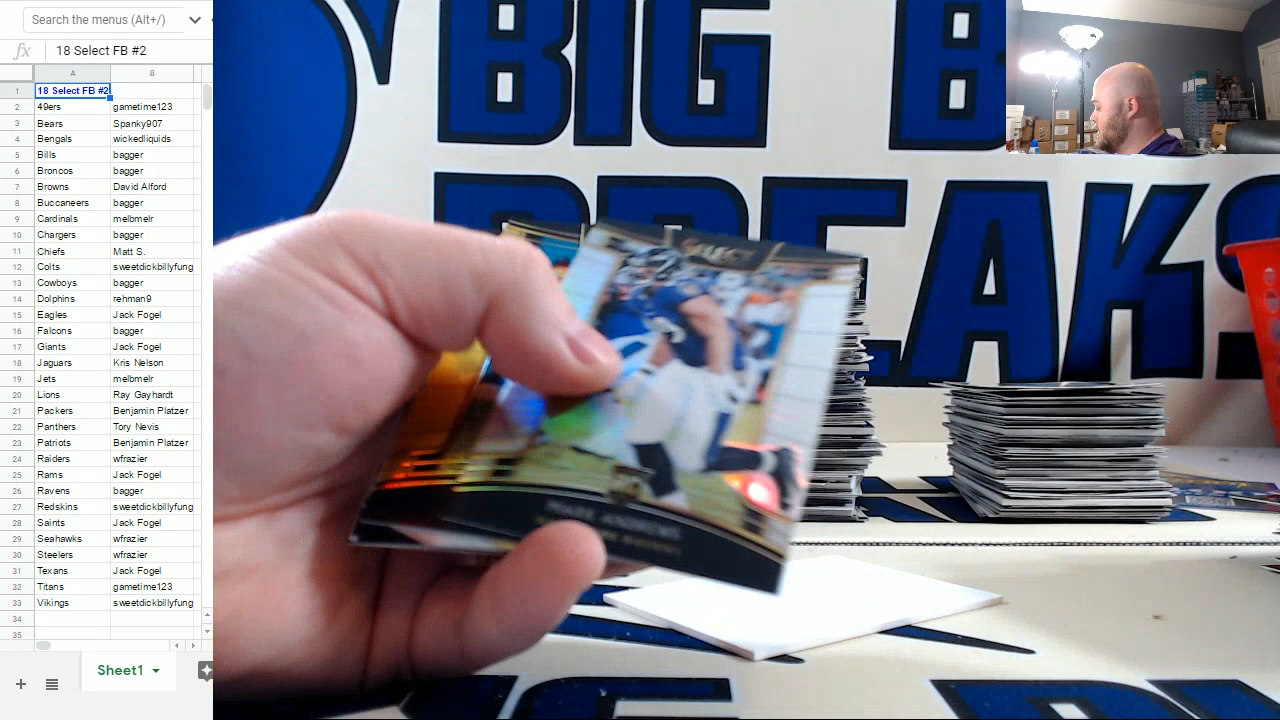 Search the menus (Alt+/)
fx 18 Select FB #2
A B
1 18 Select FB #2
2 49ers gametime123
3 Bears Spanky907
4 Bengals wickedliquids
5 Bills bagger
6 Broncos bagger
7 Browns David Alford
8 Buccaneers bagger
9 Cardinals melbmelr
10 Chargers bagger
11 Chiefs Matt S.
12 Colts sweetdickbillyfung
13 Cowboys bagger
14 Dolphins rehman9
15 Eagles Jack Fogel
16 Falcons bagger
17 Giants Jack Fogel
18 Jaguars Kris Nelson
19 Jets melbmelr
20 Lions Ray Gayhardt
21 Packers Benjamin Platzer
22 Panthers Tory Nelson
23 Patriots Benjamin Platzer
24 Raiders wfrazier
25 Rams Jack Fogel
26 Ravens bagger
27 Redskins sweetdickbillyfung
28 Saints Jack Fogel
29 Seahawks wfrazier
30 Steelers wfrazier
31 Texans Jack Fogel
32 Titans gametime123
33 Vikings sweetdickbillyfung
34
35
Sheet1
BIG B
BREAKS
SELECT
MARK ANDREWS